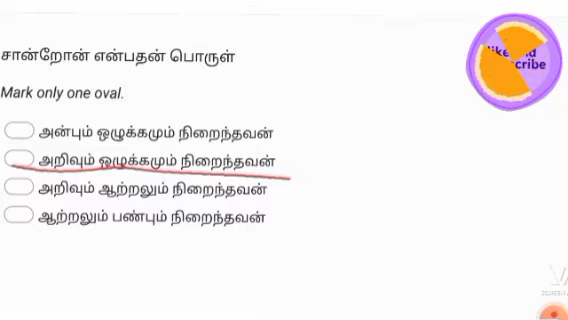 சான்றோன் என்பதன் பொருள்
Mark only one oval.
அன்பும் ஒழுக்கமும் நிறைந்தவன்
அறிவும் ஒழுக்கமும் நிறைந்தவன்
அறிவும் ஆற்றலும் நிறைந்தவன்
ஆற்றலும் பண்பும் நிறைந்தவன்